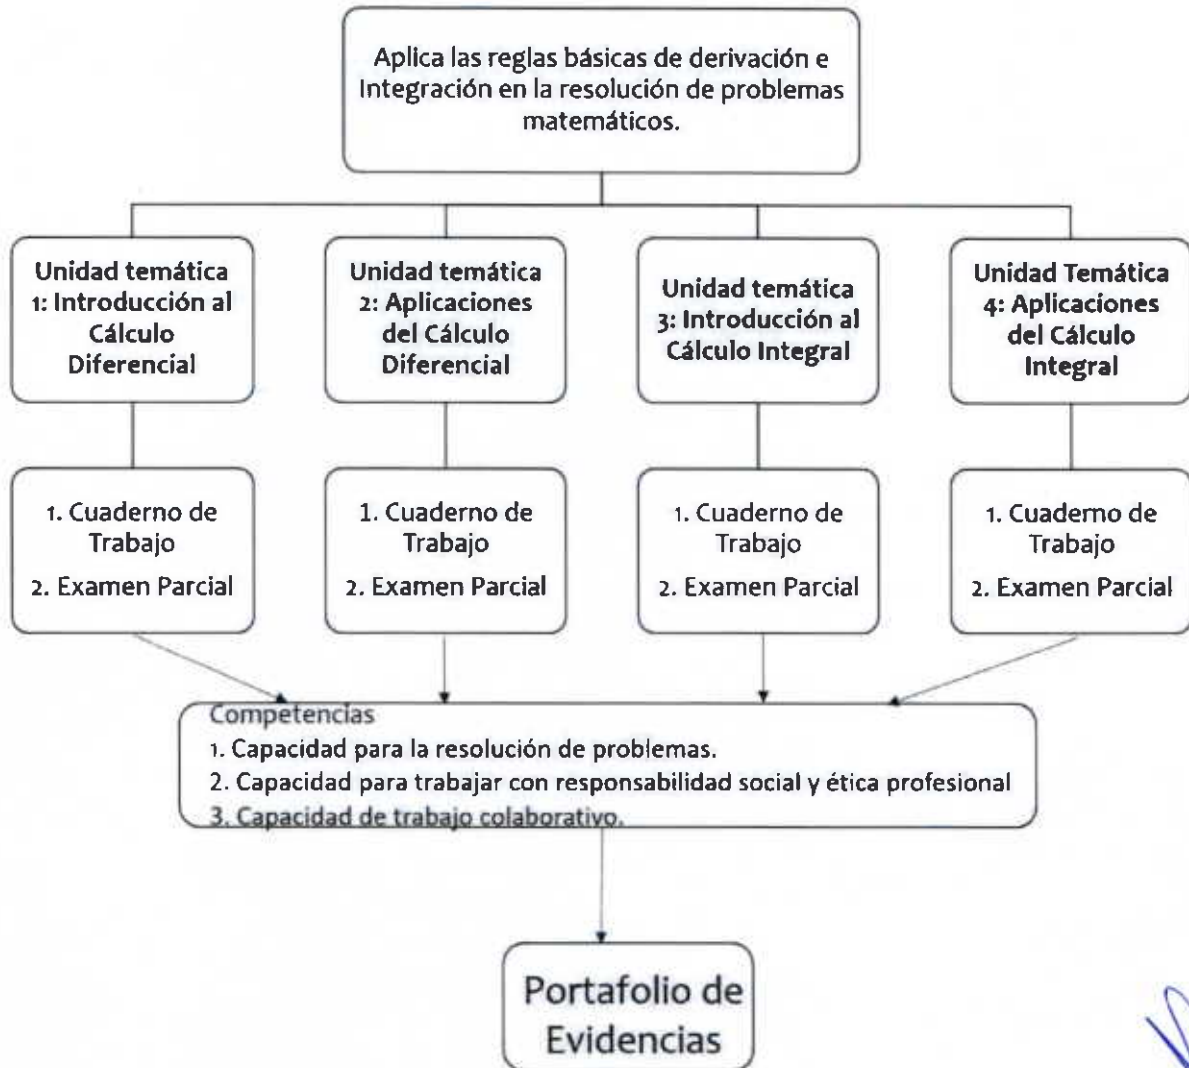 Aplica las reglas básicas de derivación e
Integración en la resolución de problemas
matemáticos.
Unidad temática
1: Introducción al
Cálculo
Diferencial
Unidad temática
2: Aplicaciones
del Cálculo
Diferencial
Unidad temática
3: Introducción al
Cálculo Integral
Unidad Temática
4: Aplicaciones
del Cálculo
Integral
1. Cuaderno de
Trabajo
2. Examen Parcial
1. Cuaderno de
Trabajo
2. Examen Parcial
1. Cuaderno de
Trabajo
2. Examen Parcial
1. Cuaderno de
Trabajo
2. Examen Parcial
Competencias
1. Capacidad para la resolución de problemas.
2. Capacidad para trabajar con responsabilidad social y ética profesional
3. Capacidad de trabajo colaborativo.
Portafolio de
Evidencias